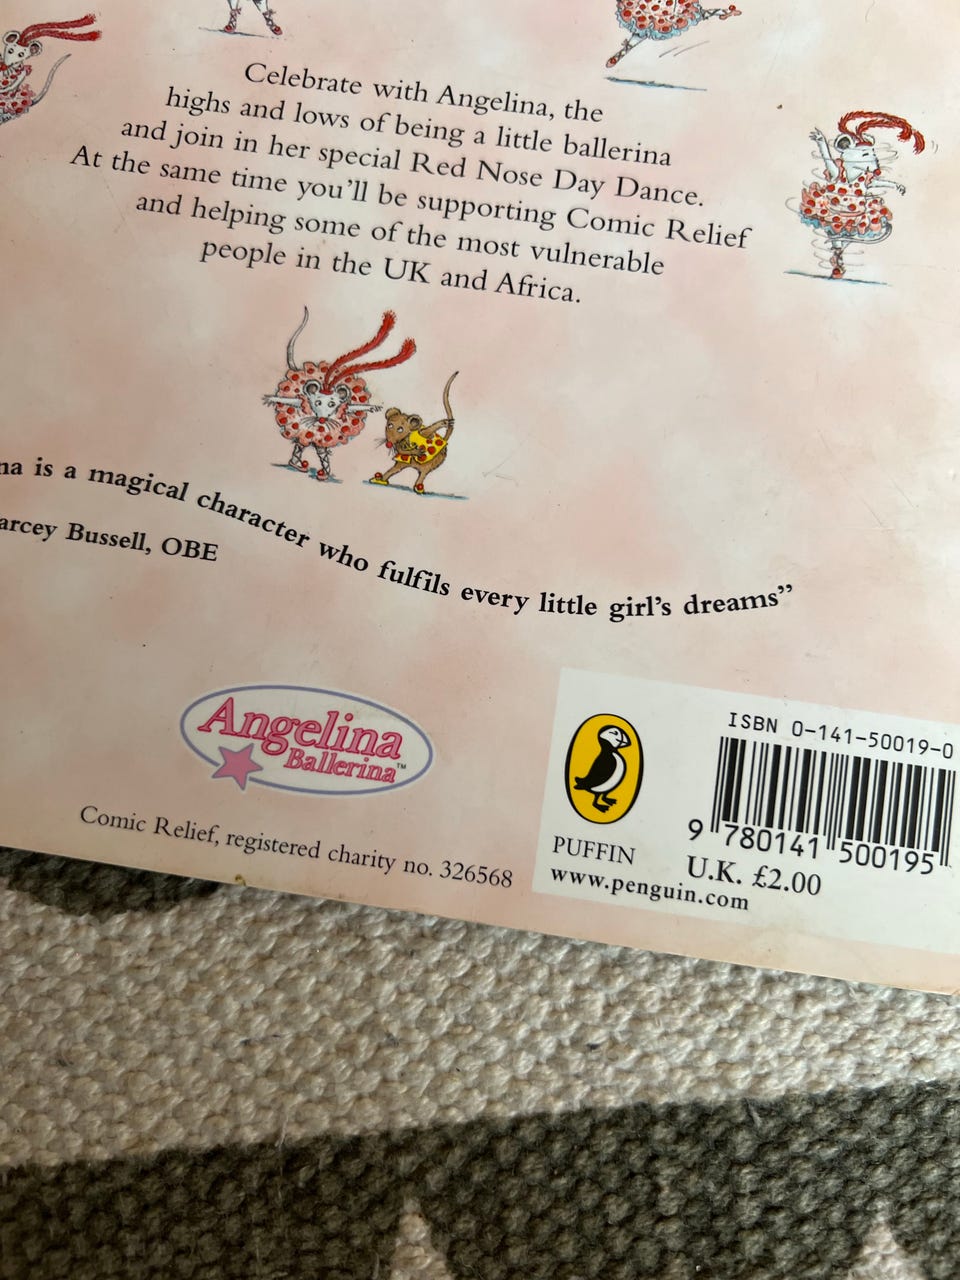 Celebrate with Angelina, the
highs and lows of being a little ballerina
and join in her special Red Nose Day Dance.
At the same time you'll be supporting Comic Relief
and helping some of the most vulnerable
people in the UK and Africa.
is a magical character who fulfils every little girl's dreams”
Bussell, OBE
Angelina
Ballerina™
Comic Relief, registered charity no. 326568
ISBN 0-141-50019-0
9 780141 500195
PUFFIN
U.K. £2.00
www.penguin.com